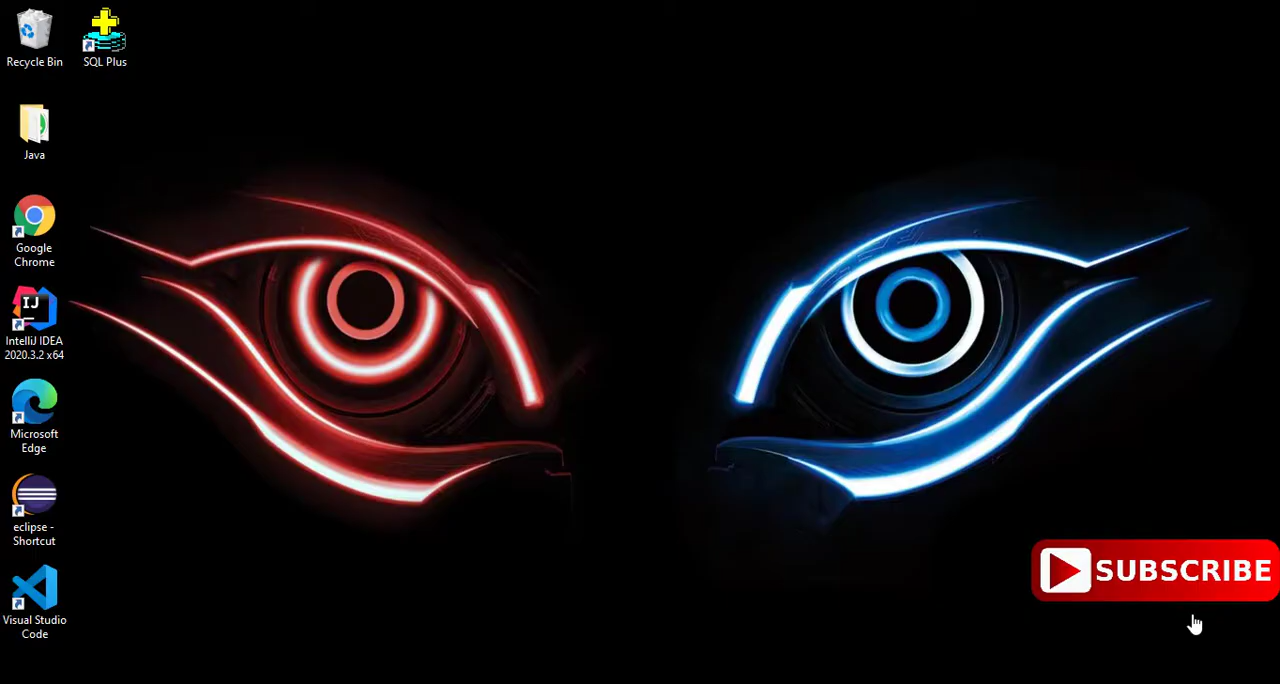 Recycle Bin
SQL Plus
Java
Google
Chrome
IJ
IntelliJ IDEA
2020.3.2 x64
Microsoft
Edge
eclipse -
Shortcut
Visual Studio
Code
SUBSCRIBE